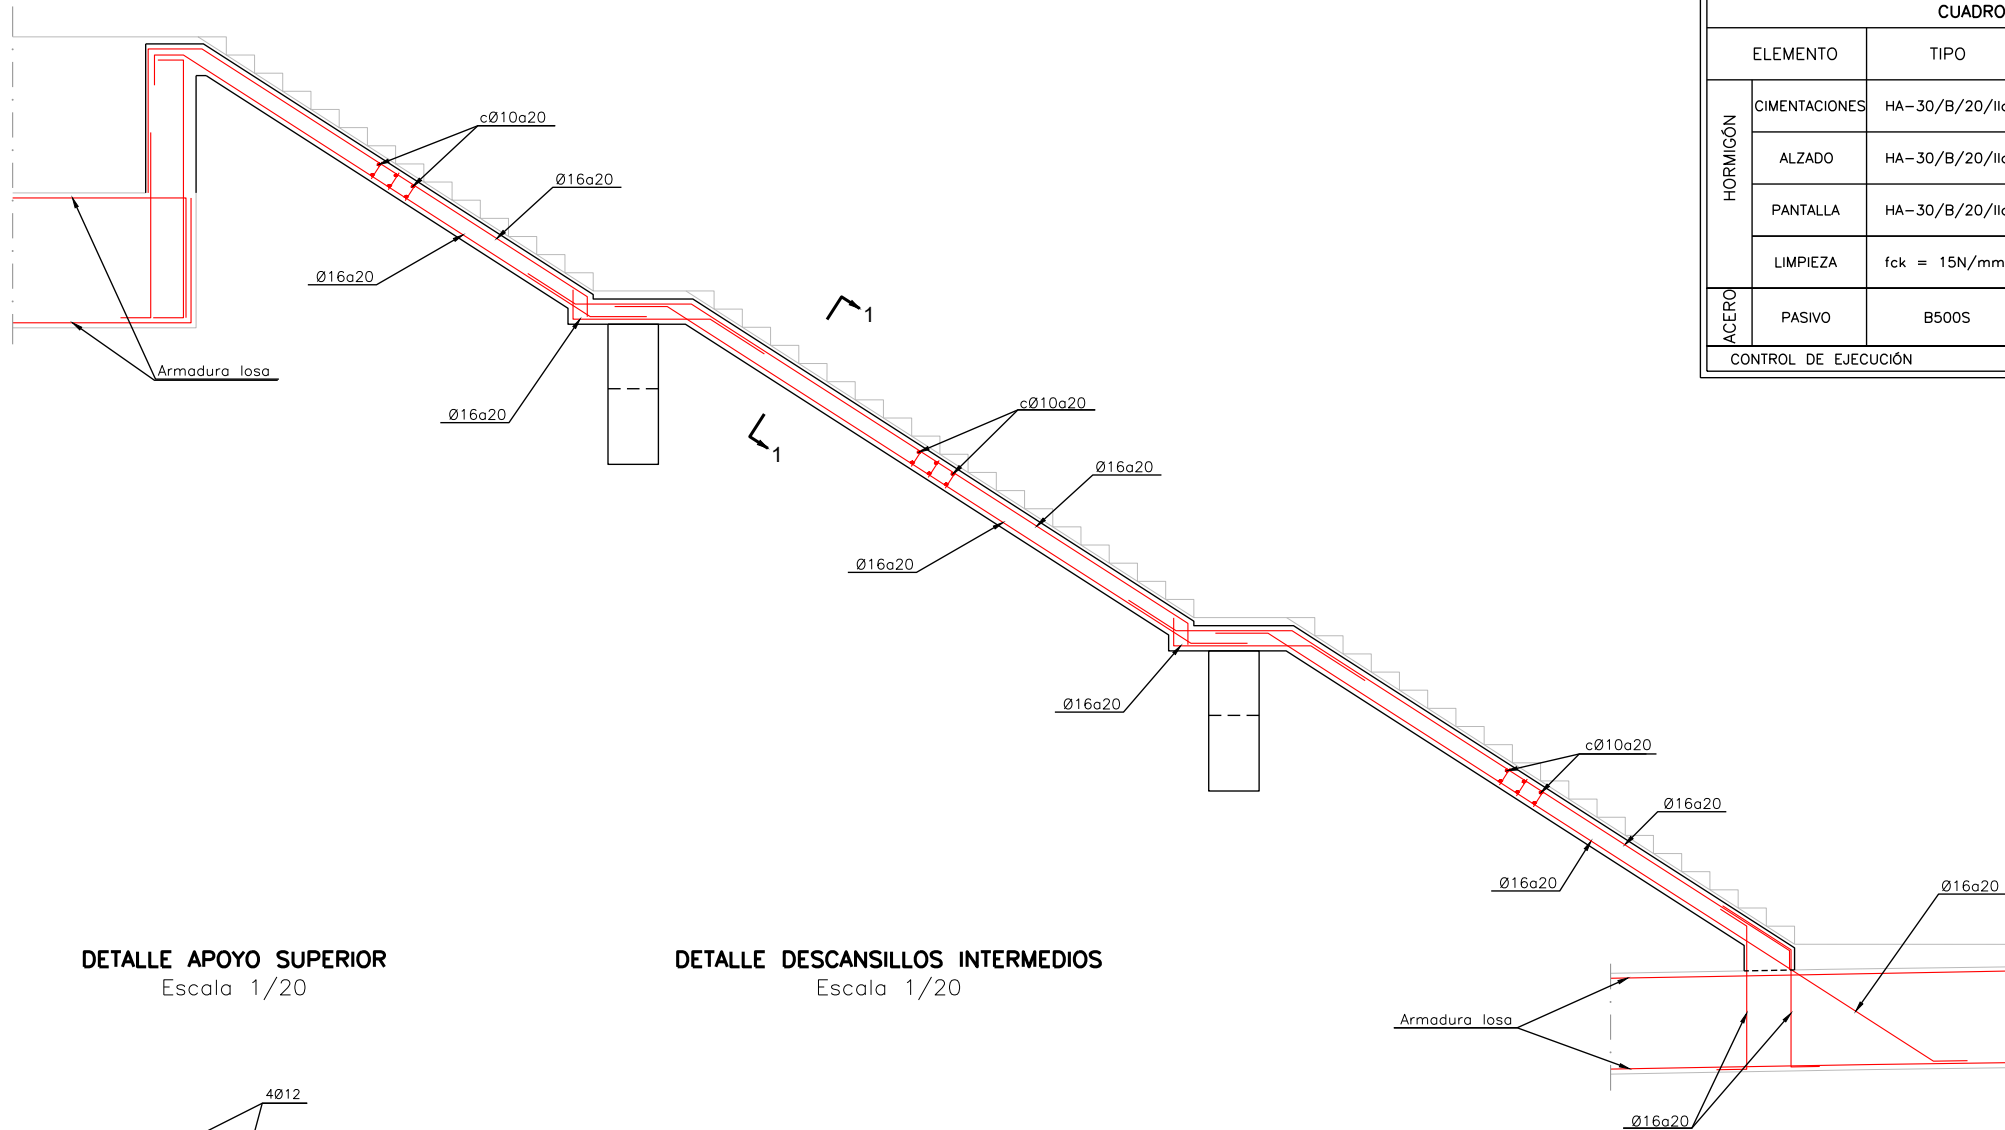 CUADRO
ELEMENTO TIPO
HORMIGÓN
CIMENTACIONES HA-30/B/20/IIa
ALZADO HA-30/B/20/IIa
PANTALLA HA-30/B/20/IIa
LIMPIEZA fck = 15N/mm
ACERO
PASIVO B500S
CONTROL DE EJECUCIÓN
cØ10a20
Ø16a20
Ø16a20
1
Armadura losa
Ø16a20
1
cØ10a20
Ø16a20
Ø16a20
Ø16a20
cØ10a20
Ø16a20
Ø16a20
Ø16a20
DETALLE APOYO SUPERIOR
Escala 1/20
DETALLE DESCANSILLOS INTERMEDIOS
Escala 1/20
Armadura losa
4Ø12
Ø16a20